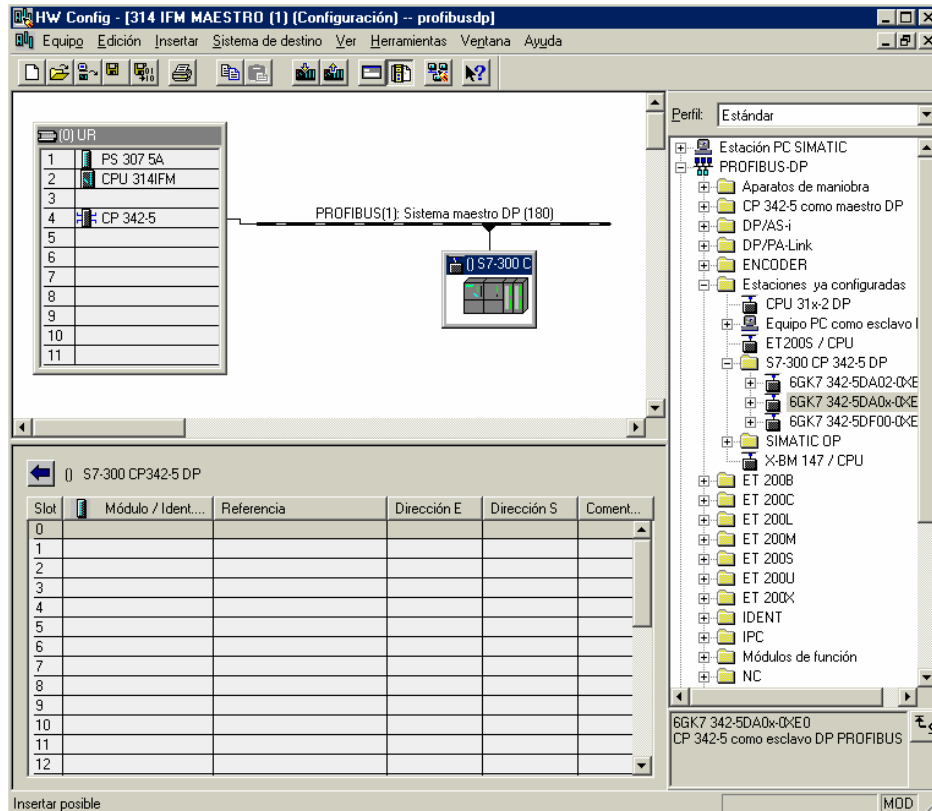 HW Config - [314 IFM MAESTRO (1) (Configuración) -- profibusdp]
Equipo Edición Insertar Sistema de destino Ver Herramientas Ventana Ayuda
(0) UR
1 PS 307 5A
2 CPU 314IFM
3
4 CP 342-5
5
6
7
8
9
10
11
PROFIBUS(1): Sistema maestro DP (180)
() S7-300 C
() S7-300 CP342-5 DP
Slot Módulo / Ident.... Referencia Dirección E Dirección S Coment...
0
1
2
3
4
5
6
7
8
9
10
11
12
Perfil: Estándar
Estación PC SIMATIC
PROFIBUS-DP
Aparatos de maniobra
CP 342-5 como maestro DP
DP/AS-i
DP/PA-Link
ENCODER
Estaciones ya configuradas
CPU 31x-2 DP
Equipo PC como esclavo
ET200S / CPU
S7-300 CP 342-5 DP
6GK7 342-5DA02-0XE
6GK7 342-5DA0x-0XE
6GK7 342-5DF00-0XE
SIMATIC OP
X-BM 147 / CPU
ET 200B
ET 200C
ET 200L
ET 200M
ET 200S
ET 200U
ET 200X
IDENT
IPC
Módulos de función
NC
6GK7 342-5DA0x-0XE0
CP 342-5 como esclavo DP PROFIBUS
Insertar posible MOD